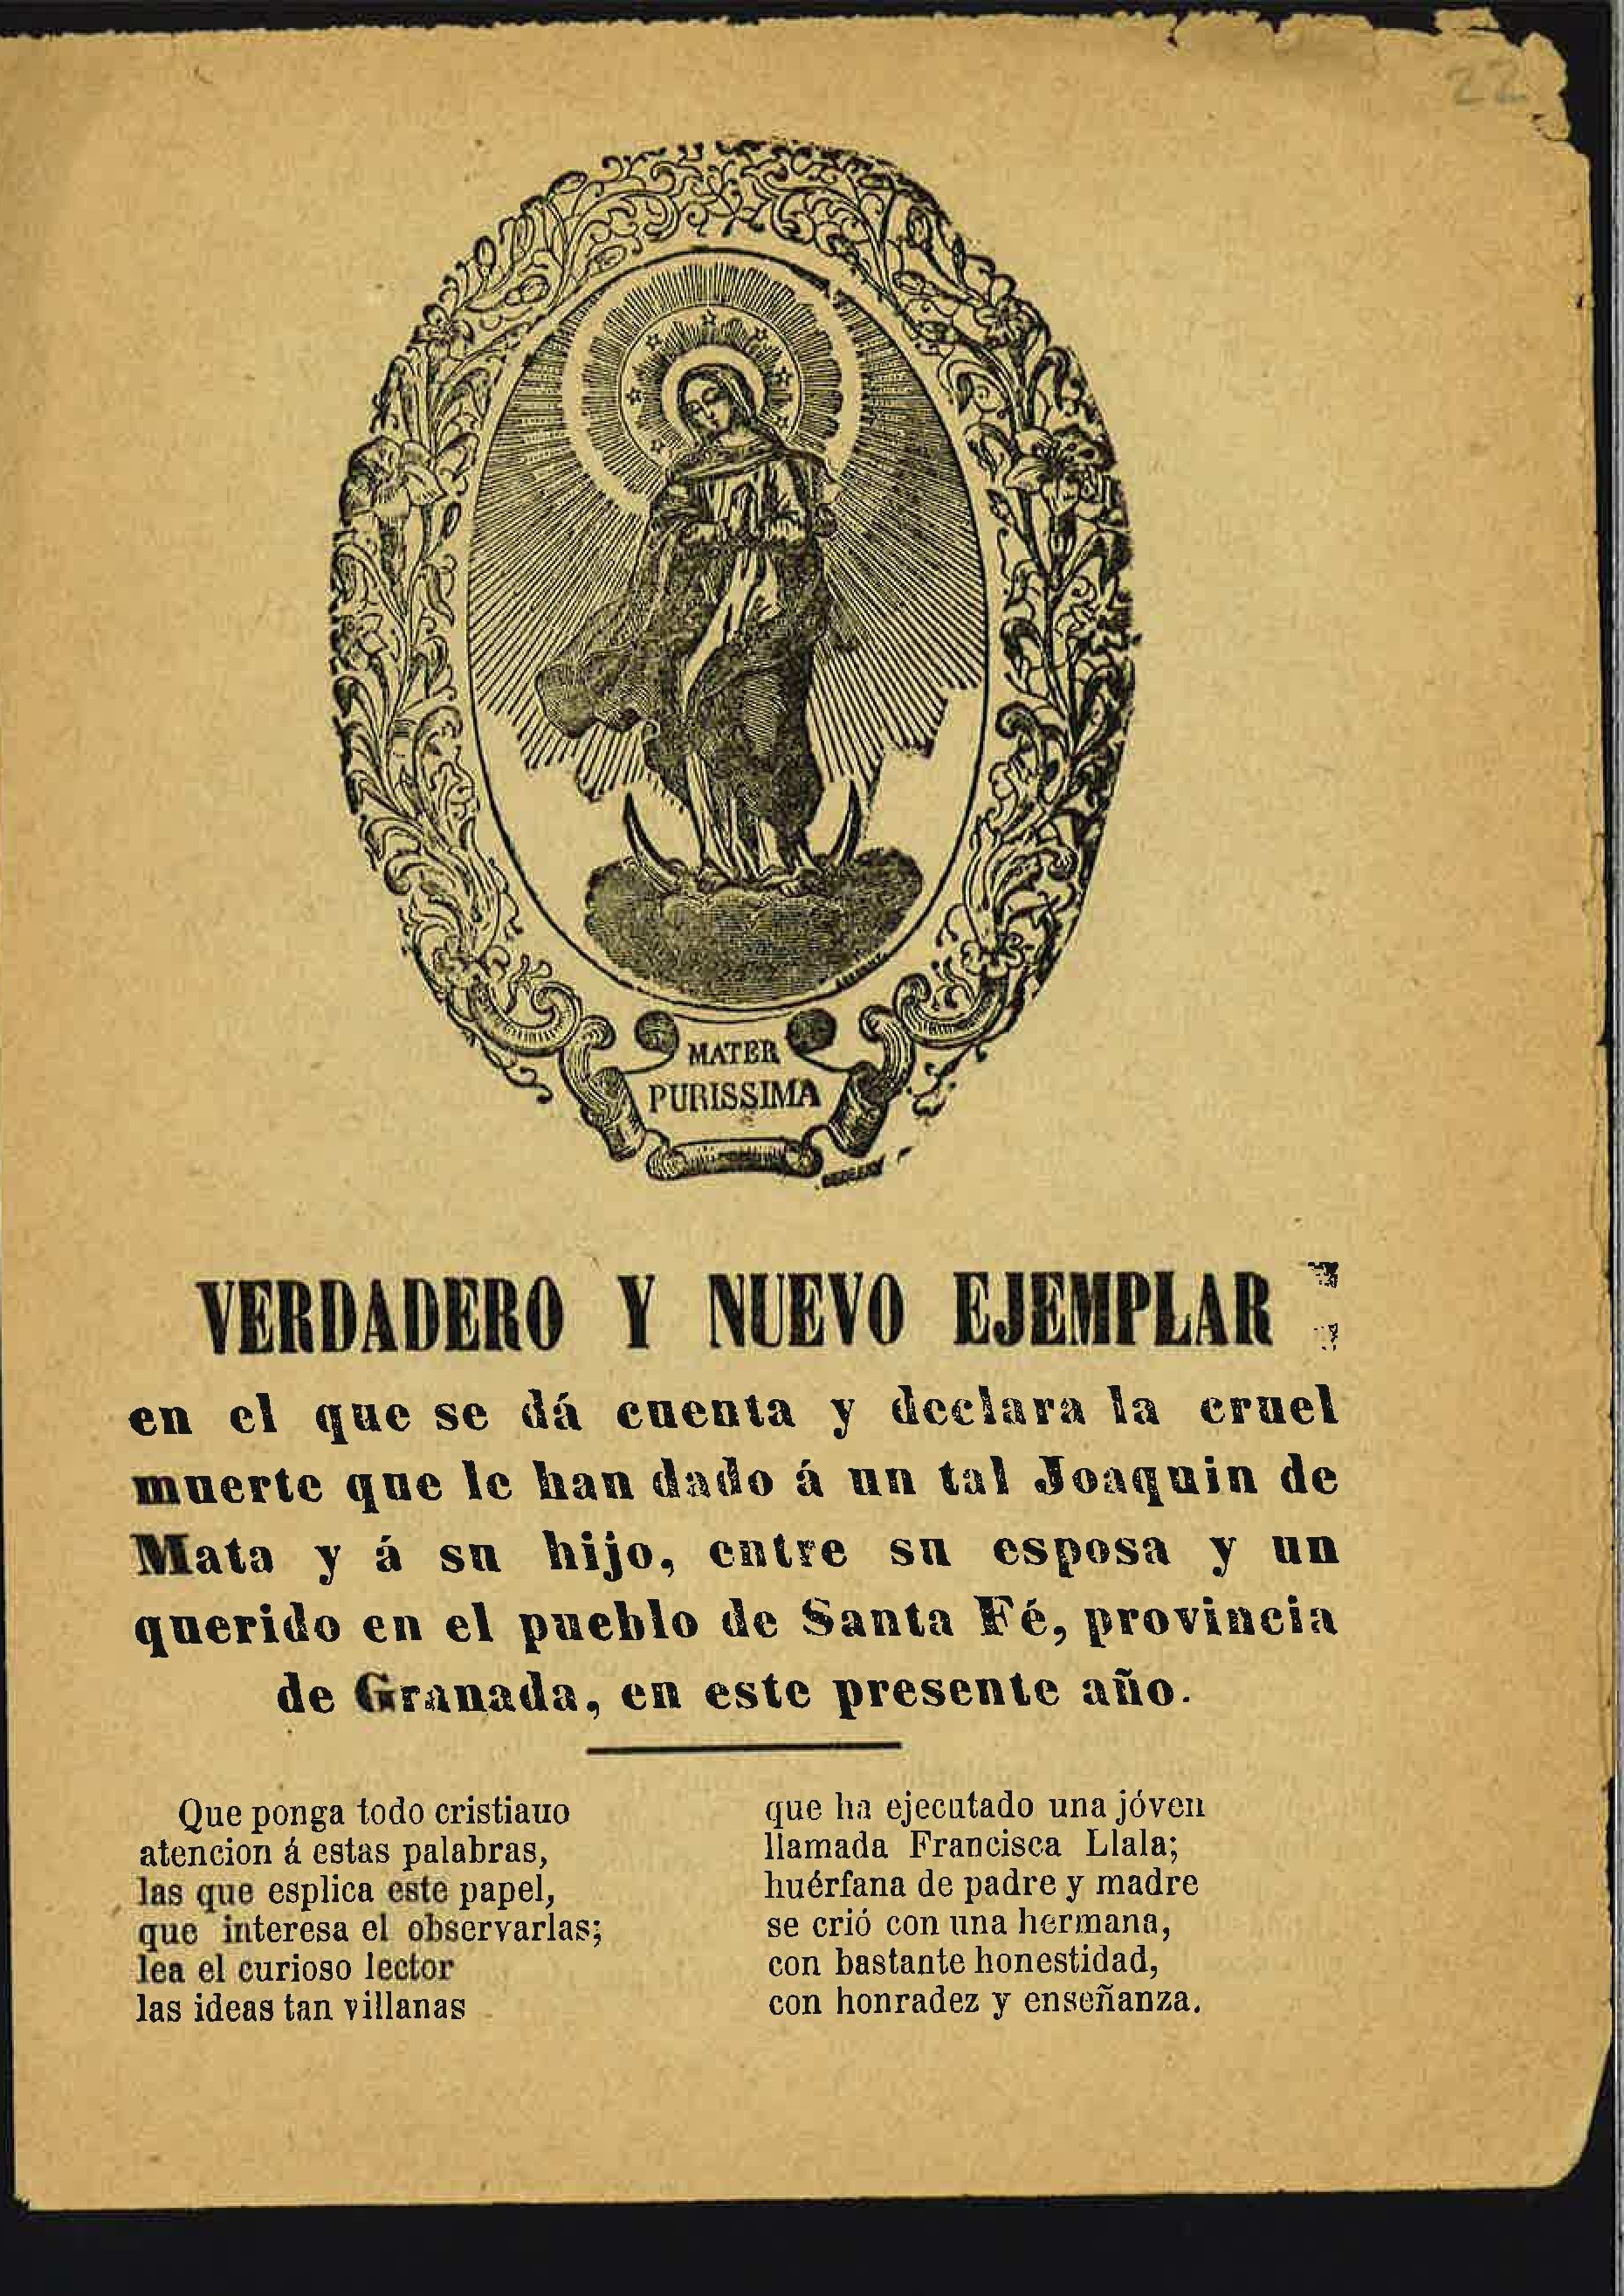 22
MATER
PURISSIMA
VERDADERO Y NUEVO EJEMPLAR
en el que se dá cuenta y declara la cruel
muerte que le han dado á un tal Joaquin de
Mata y á su hijo, entre su esposa y un
querido en el pueblo de Santa Fé, provincia
de Granada, en este presente año.
Que ponga todo cristiano
atencion á estas palabras,
las que esplica este papel,
que interesa el observarlas;
lea el curioso lector
las ideas tan villanas
que ha ejecutado una jóven
llamada Francisca Llala;
huérfana de padre y madre
se crió con una hermana,
con bastante honestidad,
con honradez y enseñanza.